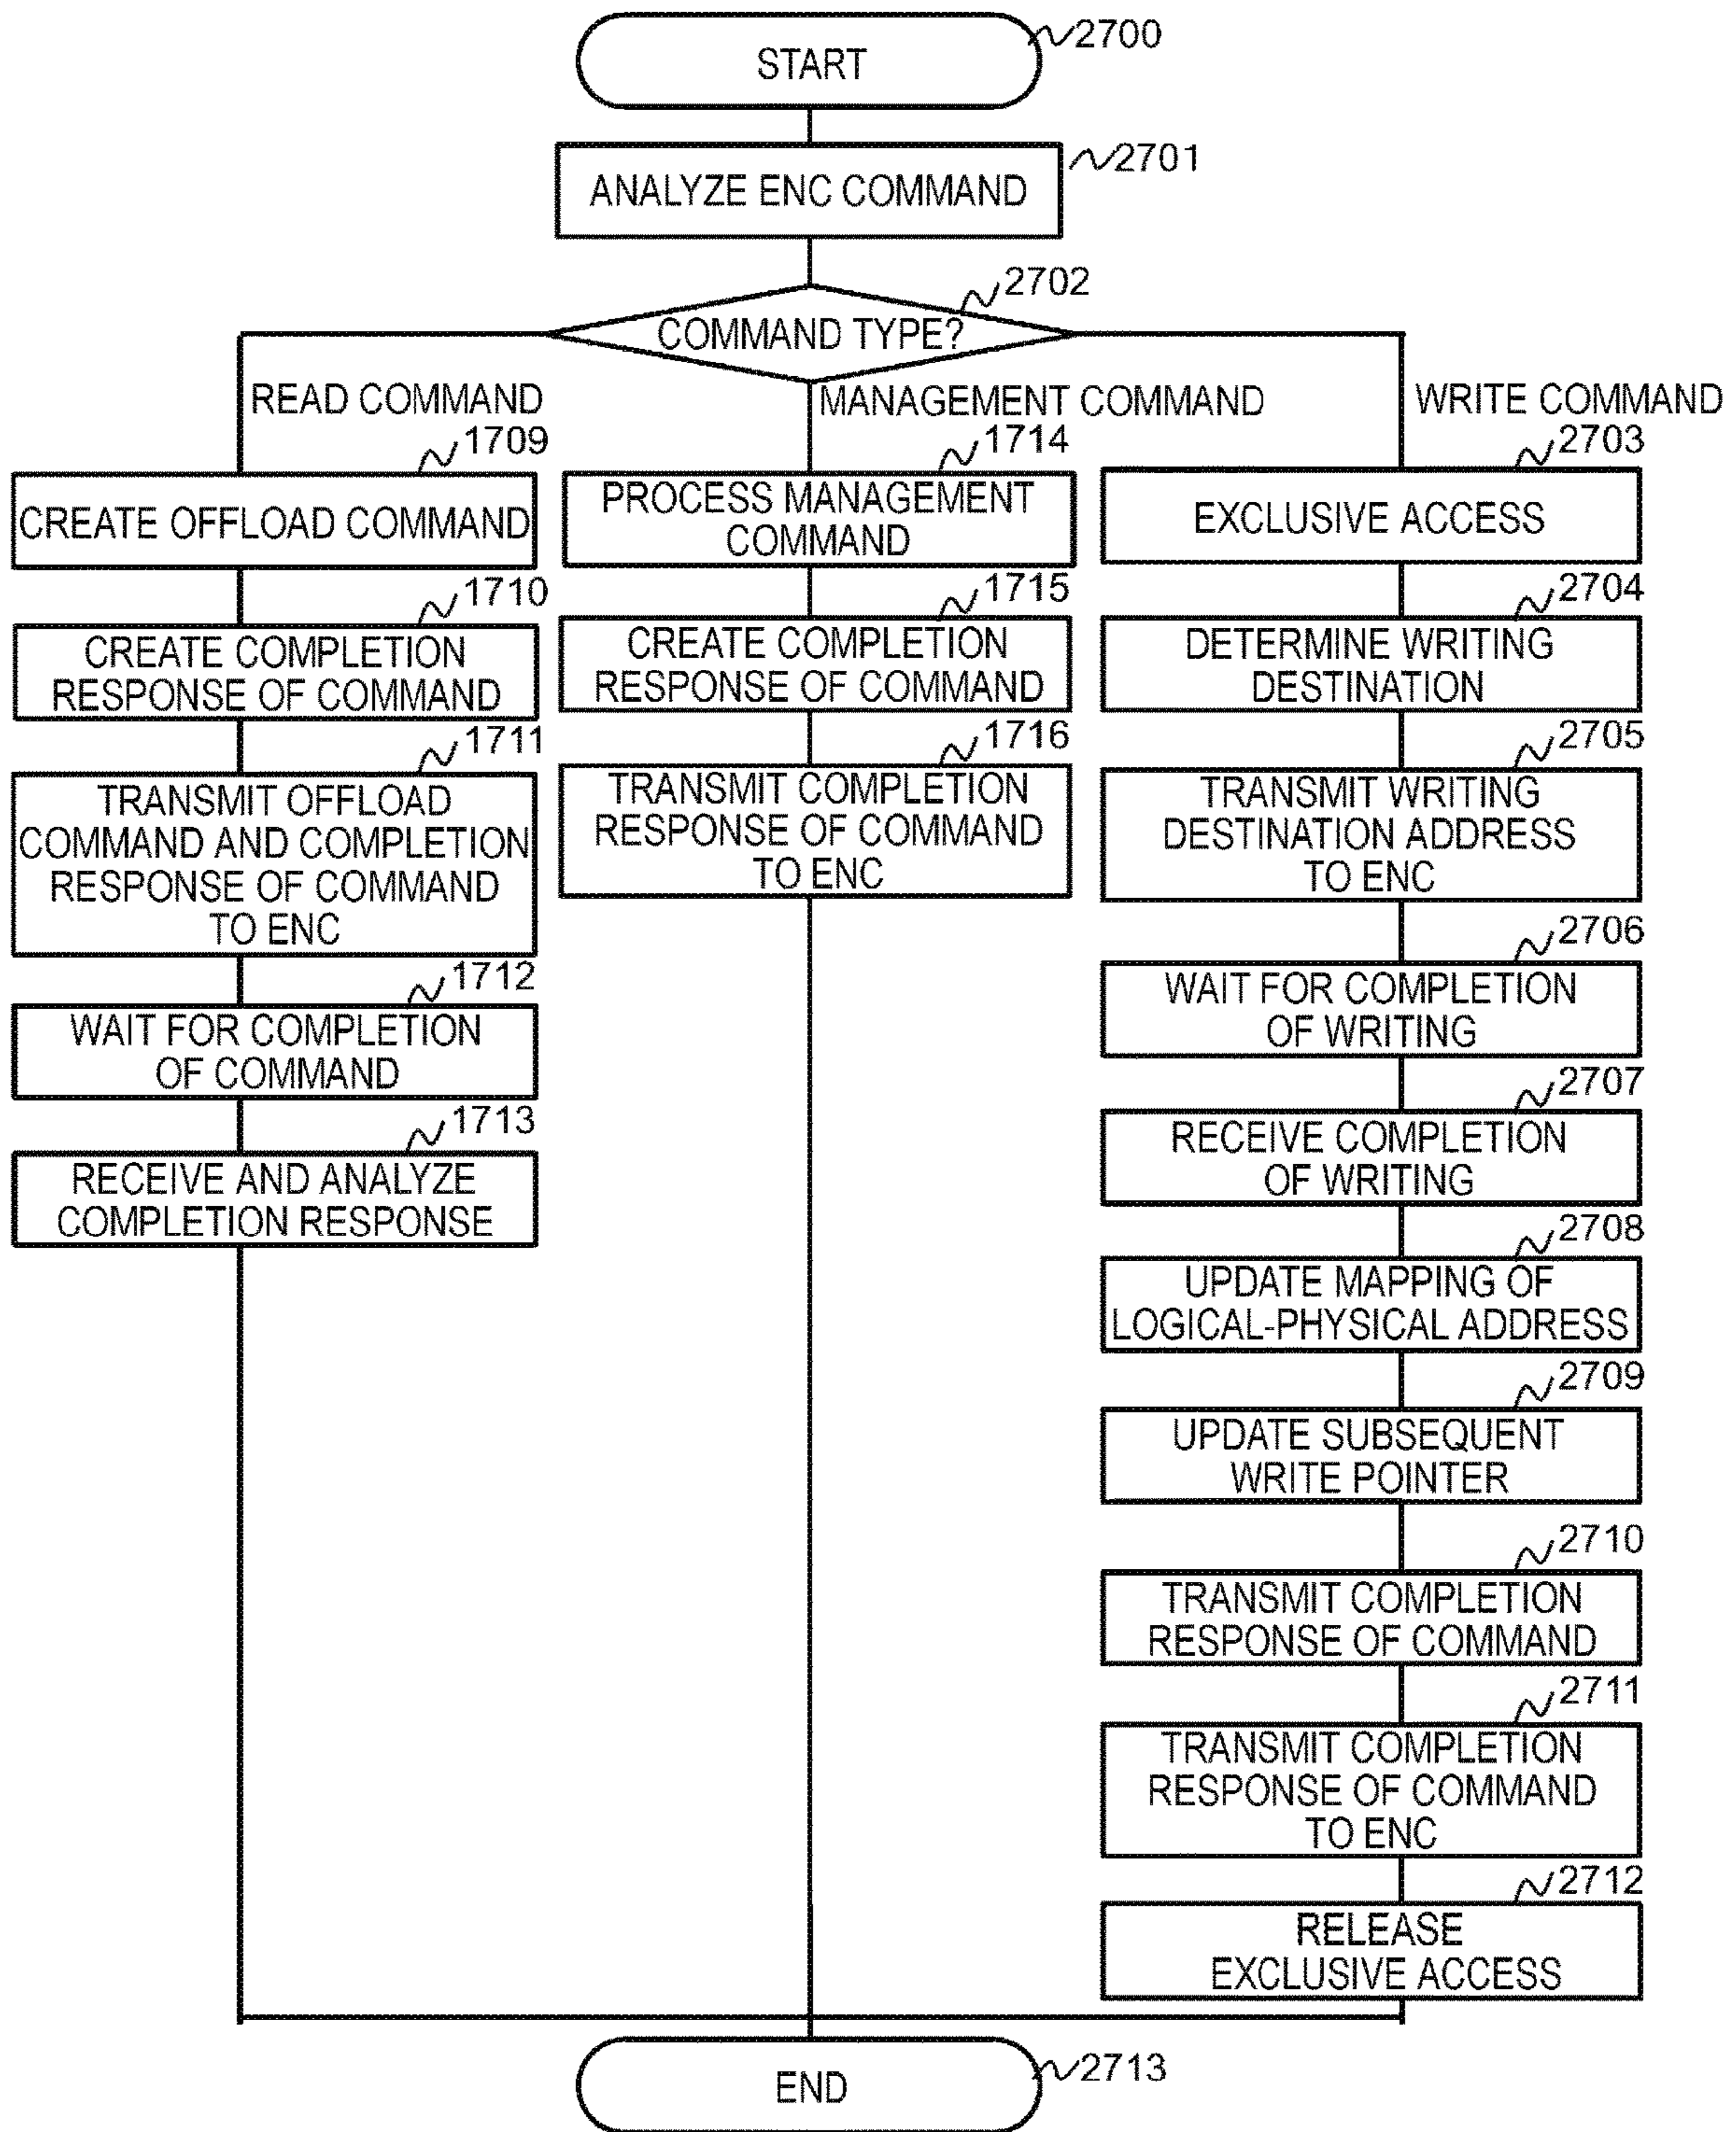 START
2700
ANALYZE ENC COMMAND
2701
COMMAND TYPE?
2702
READ COMMAND
1709
CREATE OFFLOAD COMMAND
1710
CREATE COMPLETION
RESPONSE OF COMMAND
1711
TRANSMIT OFFLOAD
COMMAND AND COMPLETION
RESPONSE OF COMMAND
TO ENC
1712
WAIT FOR COMPLETION
OF COMMAND
1713
RECEIVE AND ANALYZE
COMPLETION RESPONSE
MANAGEMENT COMMAND
1714
PROCESS MANAGEMENT
COMMAND
1715
CREATE COMPLETION
RESPONSE OF COMMAND
1716
TRANSMIT COMPLETION
RESPONSE OF COMMAND
TO ENC
WRITE COMMAND
2703
EXCLUSIVE ACCESS
2704
DETERMINE WRITING
DESTINATION
2705
TRANSMIT WRITING
DESTINATION ADDRESS
TO ENC
2706
WAIT FOR COMPLETION
OF WRITING
2707
RECEIVE COMPLETION
OF WRITING
2708
UPDATE MAPPING OF
LOGICAL-PHYSICAL ADDRESS
2709
UPDATE SUBSEQUENT
WRITE POINTER
2710
TRANSMIT COMPLETION
RESPONSE OF COMMAND
2711
TRANSMIT COMPLETION
RESPONSE OF COMMAND
TO ENC
2712
RELEASE
EXCLUSIVE ACCESS
END
2713